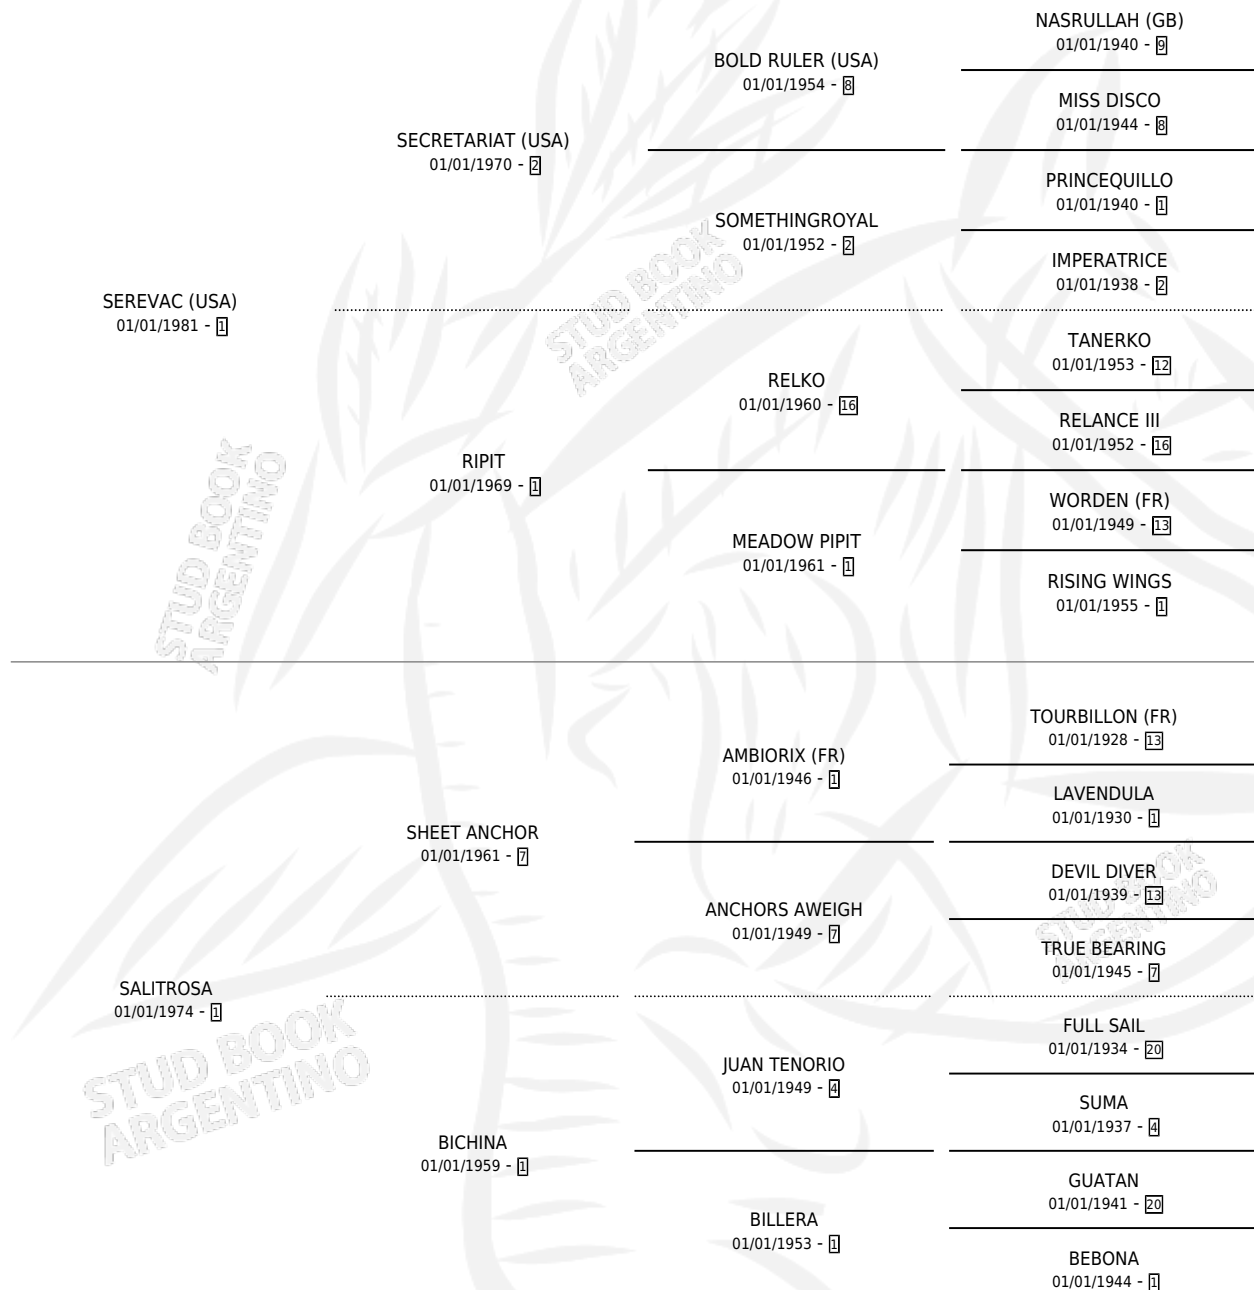 NASRULLAH (GB)
01/01/1940 - 9
BOLD RULER (USA)
01/01/1954 - 8
MISS DISCO
01/01/1944 - 8
SECRETARIAT (USA)
01/01/1970 - 2
PRINCEQUILLO
01/01/1940 - 1
SOMETHINGROYAL
01/01/1952 - 2
IMPERATRICE
01/01/1938 - 2
SEREVAC (USA)
01/01/1981 - 1
STUD BOOK
ARGENTINO
TANERKO
01/01/1953 - 12
RELKO
01/01/1960 - 16
RELANCE III
01/01/1952 - 16
RIPIT
01/01/1969 - 1
WORDEN (FR)
01/01/1949 - 13
MEADOW PIPIT
01/01/1961 - 1
RISING WINGS
01/01/1955 - 1
STUD BOOK
ARGENTINO
TOURBILLON (FR)
01/01/1928 - 13
AMBIORIX (FR)
01/01/1946 - 1
LAVENDULA
01/01/1930 - 1
SHEET ANCHOR
01/01/1961 - 7
DEVIL DIVER
01/01/1939 - 13
ANCHORS AWEIGH
01/01/1949 - 7
STUD BOOK
ARGENTINO
TRUE BEARING
01/01/1945 - 7
SALITROSA
01/01/1974 - 1
FULL SAIL
01/01/1934 - 20
JUAN TENORIO
01/01/1949 - 4
STUD BOOK
ARGENTINO
SUMA
01/01/1937 - 4
BICHINA
01/01/1959 - 1
GUATAN
01/01/1941 - 20
BILLERA
01/01/1953 - 1
BEBONA
01/01/1944 - 1